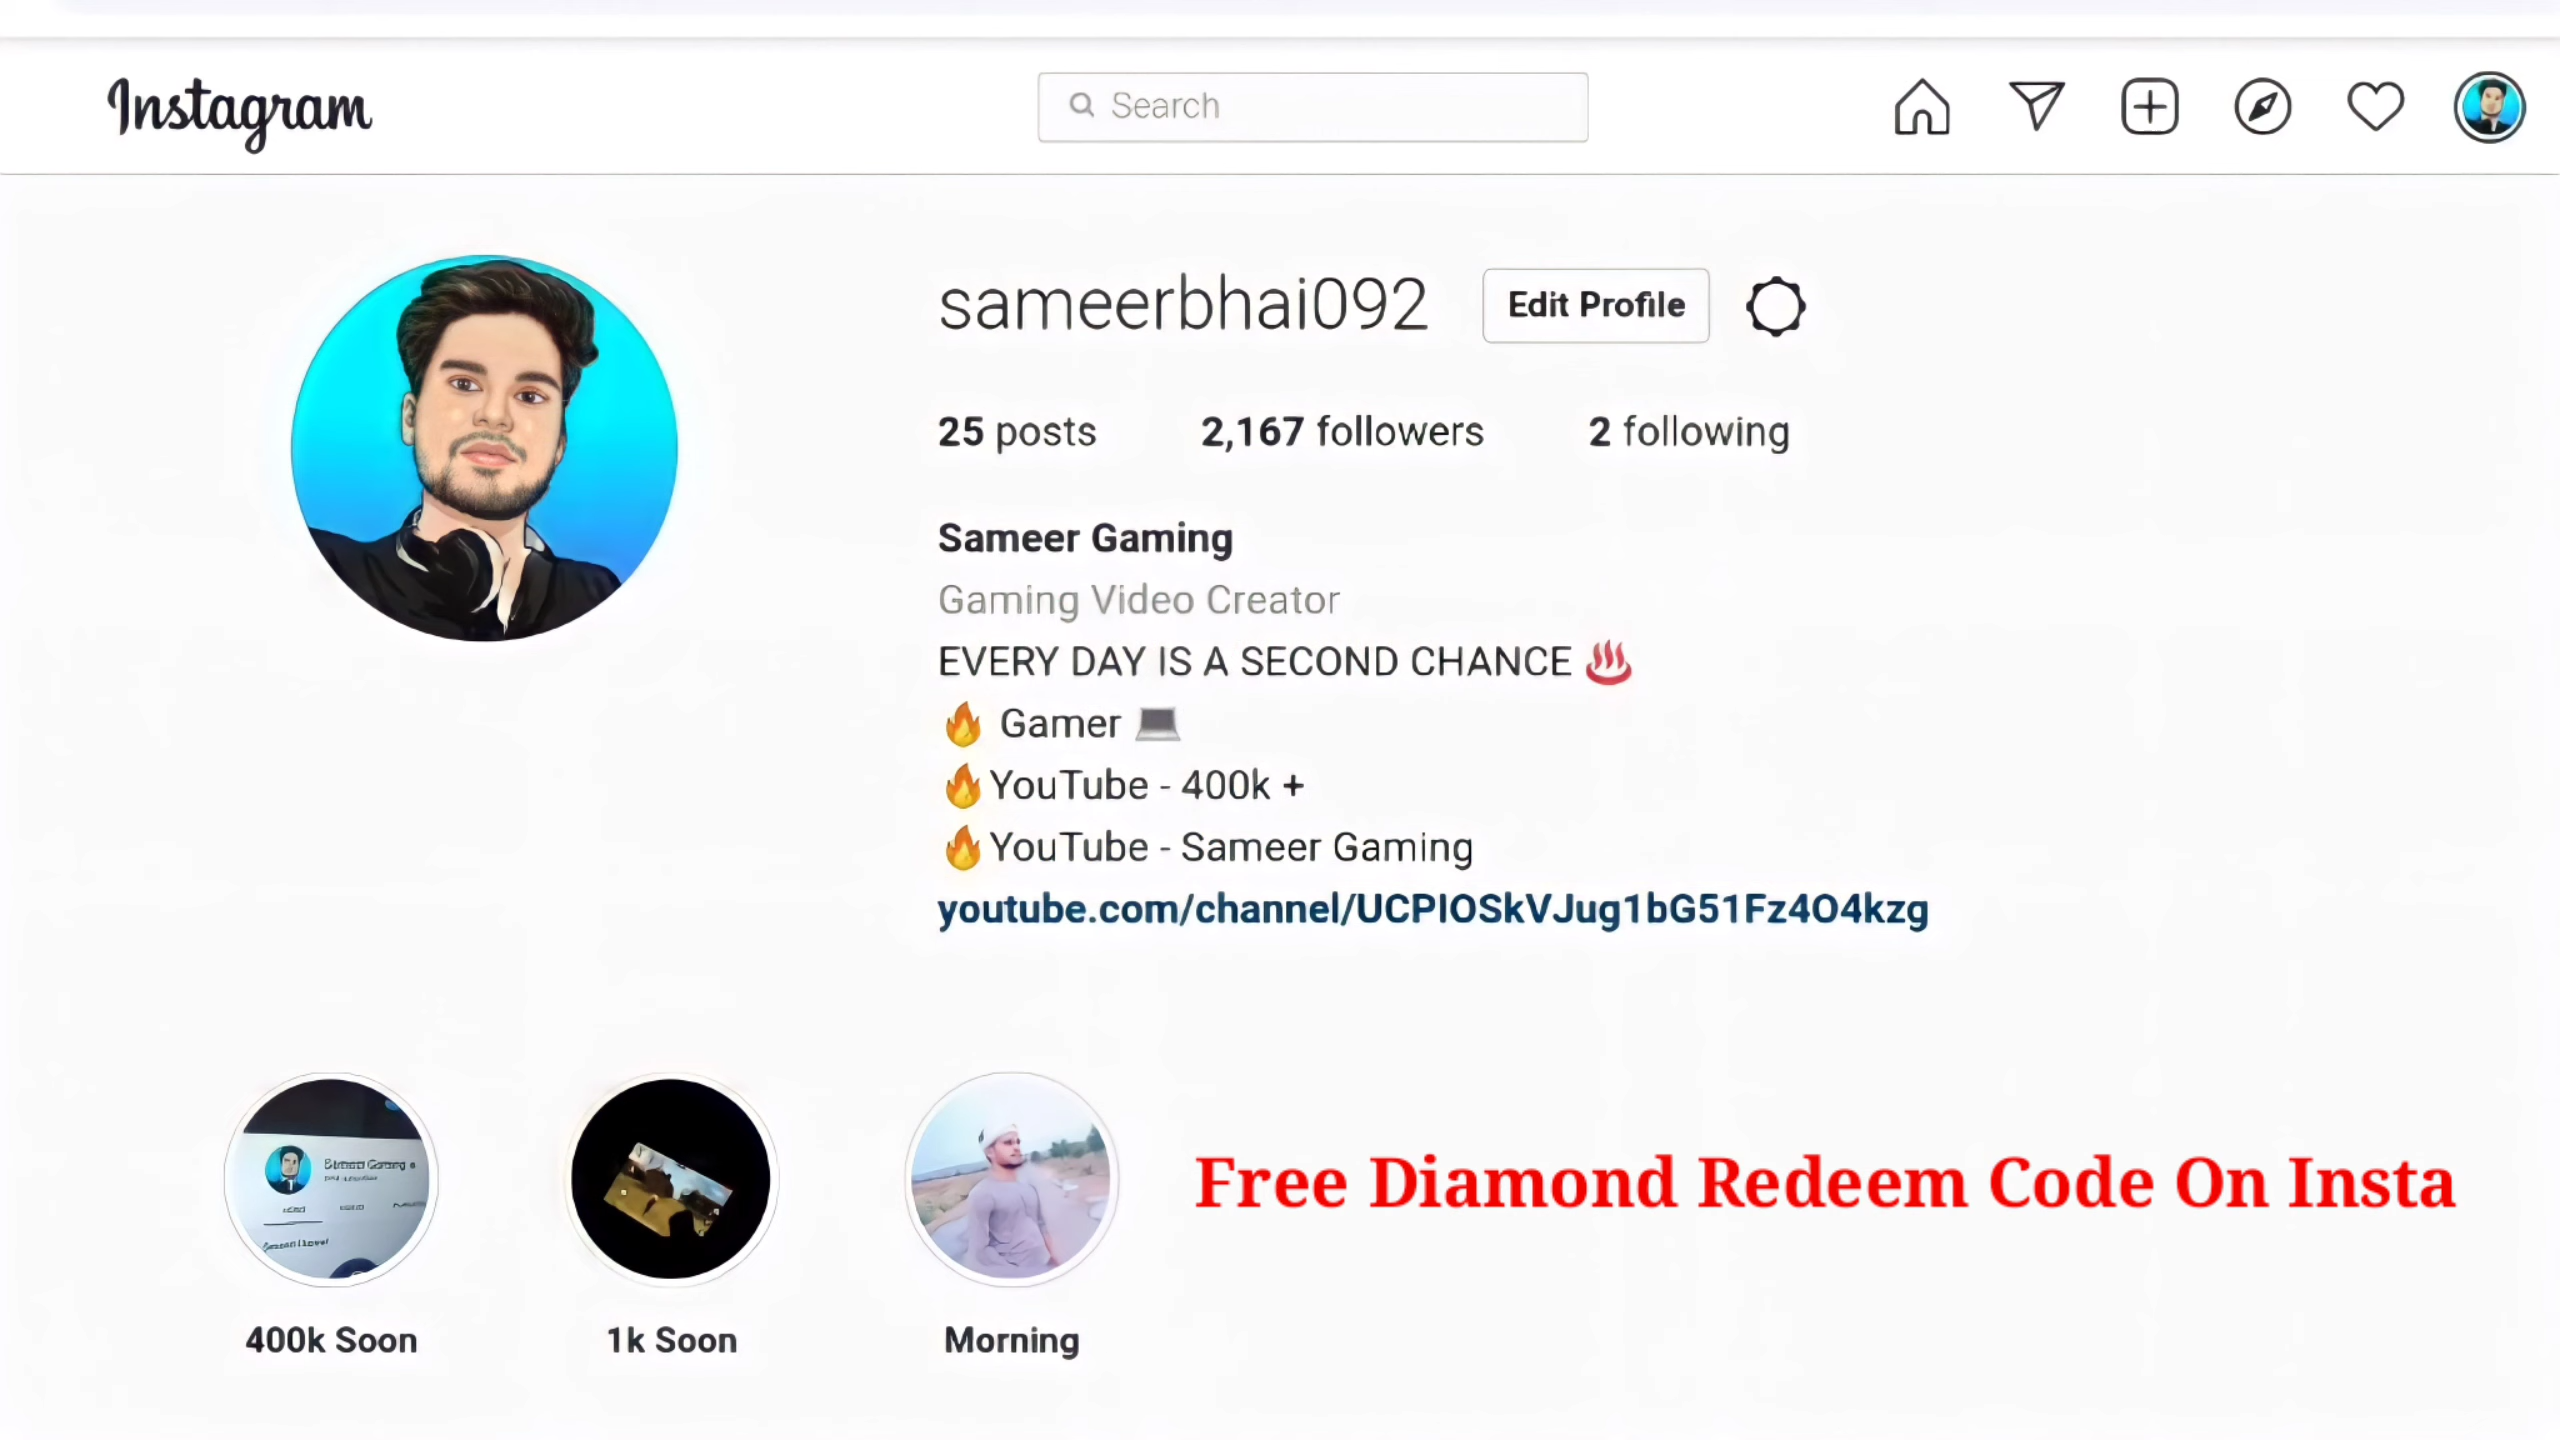 Instagram
Search
sameerbhai092 Edit Profile
25 posts 2,167 followers 2 following
Sameer Gaming
Gaming Video Creator
EVERY DAY IS A SECOND CHANCE ♨️
🔥 Gamer 💻
🔥YouTube - 400k +
🔥YouTube - Sameer Gaming
youtube.com/channel/UCPIOSkVJug1bG51Fz4O4kzg
Free Diamond Redeem Code On Insta
400k Soon 1k Soon Morning